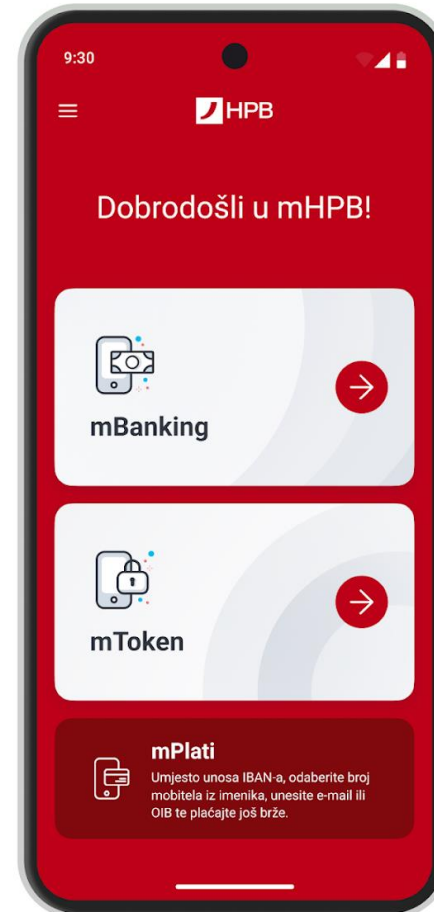 9:30
HPB
Dobrodošli u mHPB!
mBanking
mToken
mPlati
Umjesto unosa IBAN-a, odaberite broj
mobitela iz imenika, unesite e-mail ili
OIB te plaćajte još brže.